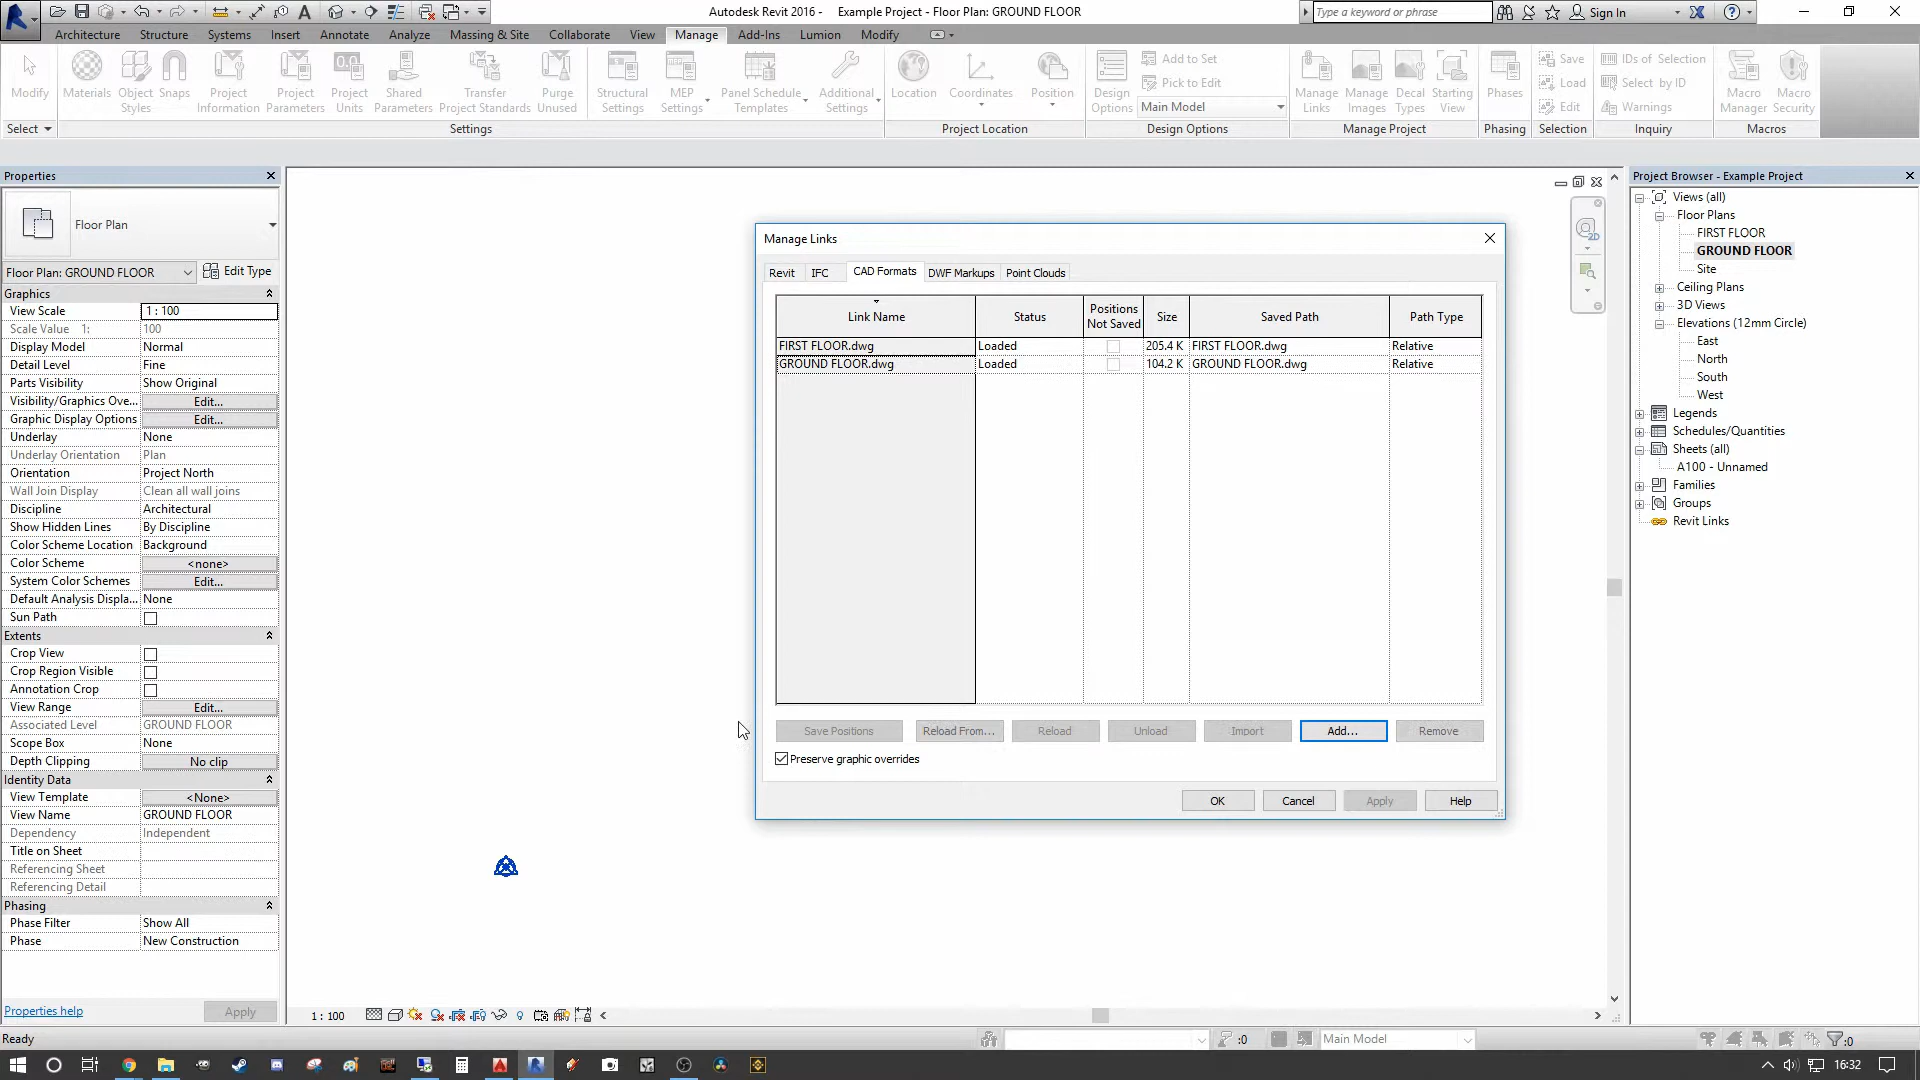 Autodesk Revit 2016 - Example Project - Floor Plan: GROUND FLOOR
Type a keyword or phrase
Sign In
Architecture Structure Systems Insert Annotate Analyze Massing & Site Collaborate View Manage Add-Ins Lumion Modify
Modify
Materials
Object Styles
Snaps
Project Information
Project Parameters
Project Units
Shared Parameters
Transfer Project Standards
Purge Unused
Structural Settings
MEP Settings
Panel Schedule Templates
Additional Settings
Location
Coordinates
Position
Design Options
Add to Set
Pick to Edit
Main Model
Manage Links
Manage Images
Decal Types
Starting View
Phases
Save
Load
Edit
IDs of Selection
Select by ID
Warnings
Macro Manager
Macro Security
Select
Settings
Project Location
Design Options
Manage Project
Phasing
Selection
Inquiry
Macros
Properties
Floor Plan
Floor Plan: GROUND FLOOR
Edit Type
Graphics
View Scale 1 : 100
Scale Value 1: 100
Display Model Normal
Detail Level Fine
Parts Visibility Show Original
Visibility/Graphics Ove... Edit...
Graphic Display Options Edit...
Underlay None
Underlay Orientation Plan
Orientation Project North
Wall Join Display Clean all wall joins
Discipline Architectural
Show Hidden Lines By Discipline
Color Scheme Location Background
Color Scheme <none>
System Color Schemes Edit...
Default Analysis Displa... None
Sun Path
Extents
Crop View
Crop Region Visible
Annotation Crop
View Range Edit...
Associated Level GROUND FLOOR
Scope Box None
Depth Clipping No clip
Identity Data
View Template <None>
View Name GROUND FLOOR
Dependency Independent
Title on Sheet
Referencing Sheet
Referencing Detail
Phasing
Phase Filter Show All
Phase New Construction
Properties help
Apply
Manage Links
Revit IFC CAD Formats DWF Markups Point Clouds
Link Name Status Positions Not Saved Size Saved Path Path Type
FIRST FLOOR.dwg Loaded 205.4 K FIRST FLOOR.dwg Relative
GROUND FLOOR.dwg Loaded 104.2 K GROUND FLOOR.dwg Relative
Save Positions Reload From... Reload Unload Import Add... Remove
Preserve graphic overrides
OK Cancel Apply Help
2D
Project Browser - Example Project
Views (all)
Floor Plans
FIRST FLOOR
GROUND FLOOR
Site
Ceiling Plans
3D Views
Elevations (12mm Circle)
East
North
South
West
Legends
Schedules/Quantities
Sheets (all)
A100 - Unnamed
Families
Groups
Revit Links
1 : 100
Ready
:0
Main Model
:0
16:32